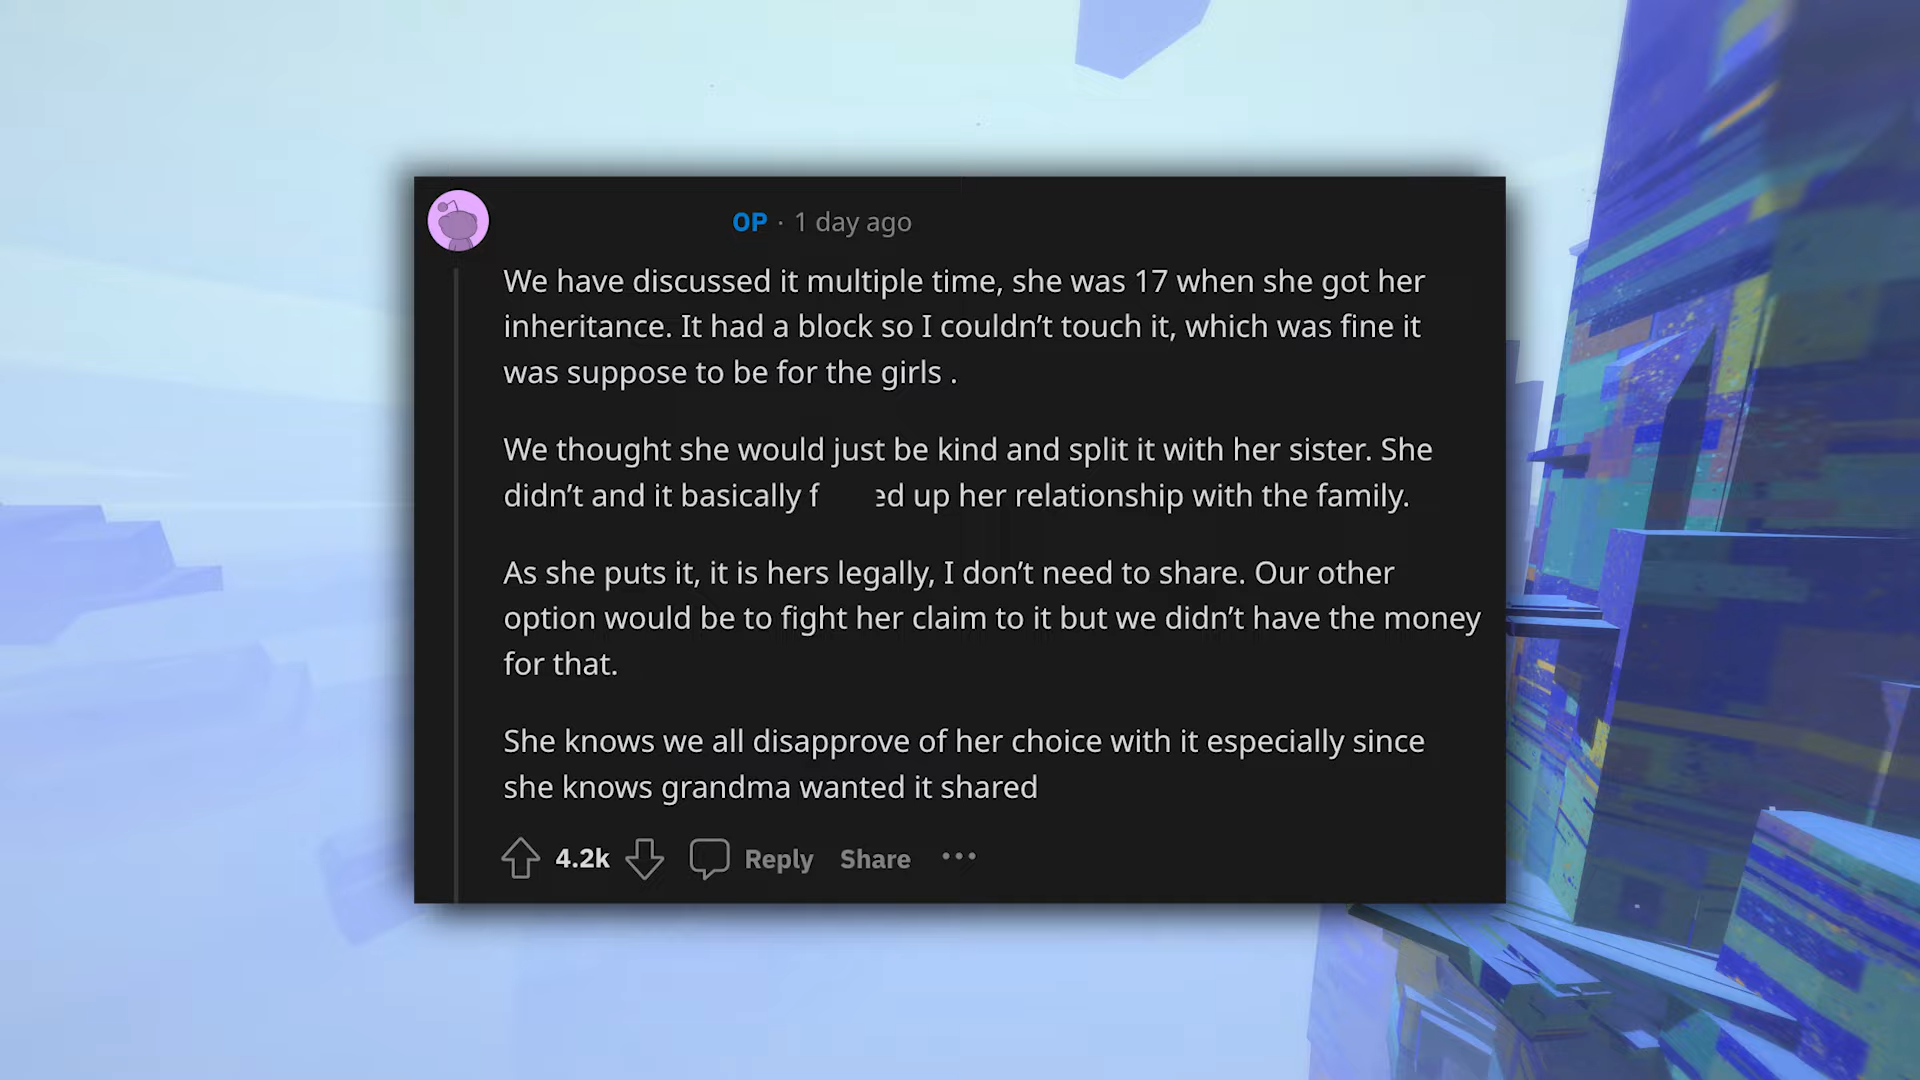 OP · 1 day ago
We have discussed it multiple time, she was 17 when she got her
inheritance. It had a block so I couldn’t touch it, which was fine it
was suppose to be for the girls .
We thought she would just be kind and split it with her sister. She
didn’t and it basically f ed up her relationship with the family.
As she puts it, it is hers legally, I don’t need to share. Our other
option would be to fight her claim to it but we didn’t have the money
for that.
She knows we all disapprove of her choice with it especially since
she knows grandma wanted it shared
4.2k Reply Share ···